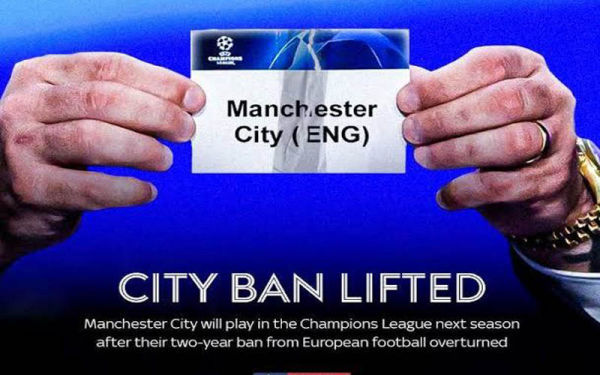 CHAMPIONS
LEAGUE
Manchester
City (ENG)
CITY BAN LIFTED
Manchester City will play in the Champions League next season
after their two-year ban from European football overturned